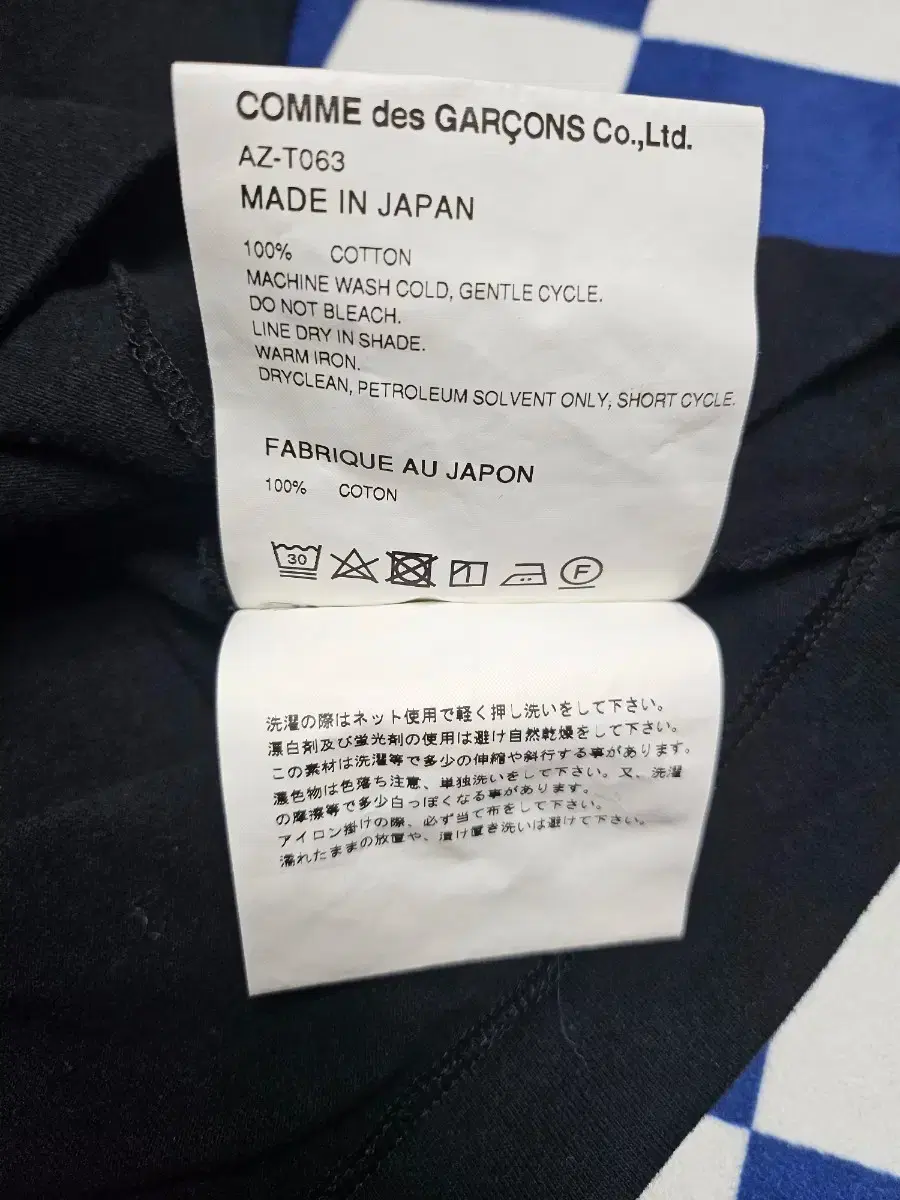 COMME des GARÇONS Co.,Ltd.
AZ-T063
MADE IN JAPAN
100% COTTON
MACHINE WASH COLD, GENTLE CYCLE.
DO NOT BLEACH.
LINE DRY IN SHADE.
WARM IRON.
DRYCLEAN, PETROLEUM SOLVENT ONLY, SHORT CYCLE.
FABRIQUE AU JAPON
100% COTON
30 F
洗濯の際はネット使用で軽く押し洗いをして下さい。
漂白剤及び蛍光剤の使用は避け自然乾燥をして下さい。
この素材は洗濯等で多少の伸縮や斜行する事があります。
濃色物は色落ち注意、単独洗いをして下さい。又、洗濯
の摩擦等で多少白っぽくなる事があります。
アイロン掛けの際、必ず当て布をして下さい。
濡れたままの放置や、漬け置き洗いは避けて下さい。